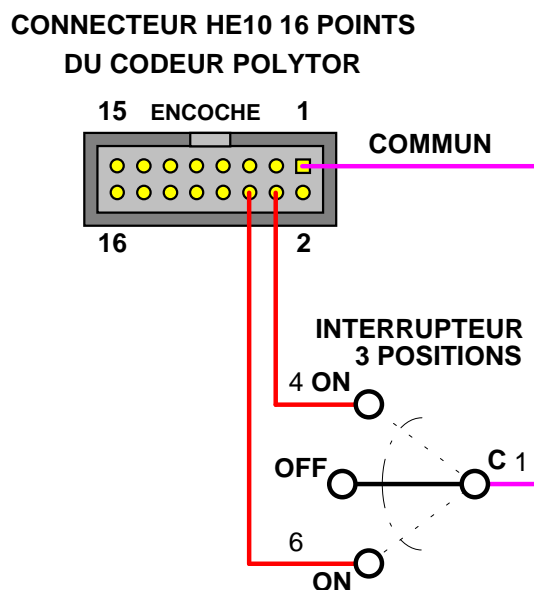 CONNECTEUR HE10 16 POINTS
DU CODEUR POLYTOR
15 ENCOCHE 1
COMMUN
16 2
INTERRUPTEUR
3 POSITIONS
4 ON
OFF C 1
6
ON